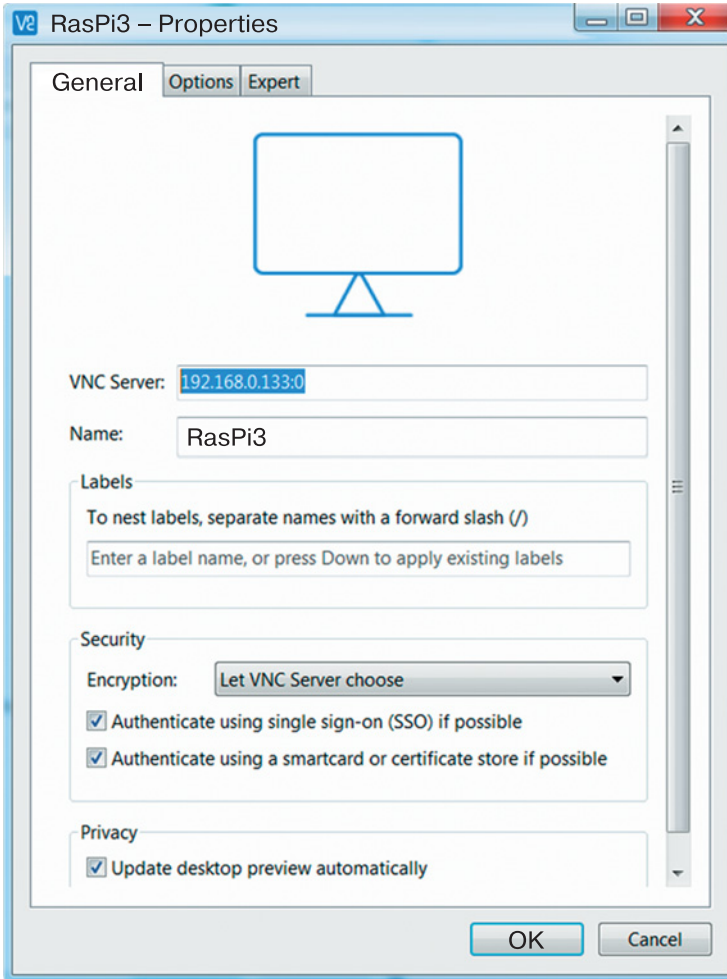 V2 RasPi3 – Properties
General Options Expert
VNC Server: 192.168.0.133:0
Name: RasPi3
Labels
To nest labels, separate names with a forward slash (/)
Enter a label name, or press Down to apply existing labels
Security
Encryption: Let VNC Server choose
Authenticate using single sign-on (SSO) if possible
Authenticate using a smartcard or certificate store if possible
Privacy
Update desktop preview automatically
OK Cancel